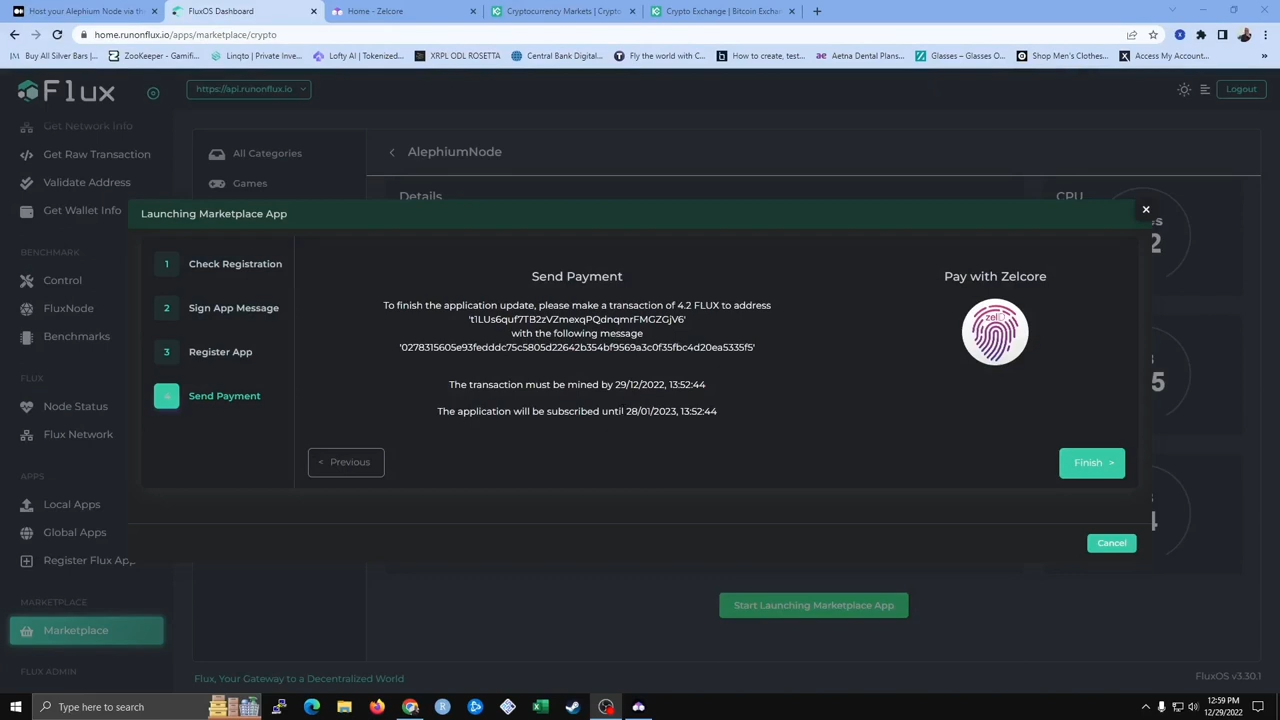 Host your Alephium Node via th
FluxOS Dashboard
Home - Zelcore
Cryptocurrency Markets | Crypto
Crypto Exchange | Bitcoin Exchan
home.runonflux.io/apps/marketplace/crypto
Buy All Silver Bars |...
ZooKeeper - Gamifi...
Linqto | Private Inve...
Lofty AI | Tokenized...
XRPL ODL ROSETTA
Central Bank Digital...
Fly the world with C...
How to create, test...
Aetna Dental Plans:...
Glasses – Glasses O...
Shop Men's Clothes...
Access My Account...
Flux
https://api.runonflux.io
Logout
Get Network Info
Get Raw Transaction
Validate Address
Get Wallet Info
BENCHMARK
Control
FluxNode
Benchmarks
FLUX
Node Status
Flux Network
APPS
Local Apps
Global Apps
Register Flux App
MARKETPLACE
Marketplace
FLUX ADMIN
All Categories
Games
AlephiumNode
Details
CPU
Launching Marketplace App
1 Check Registration
2 Sign App Message
3 Register App
4 Send Payment
Send Payment
To finish the application update, please make a transaction of 4.2 FLUX to address
't1LUs6quf7TB2zVZmexqPQdnqmrFMGZGjV6'
with the following message
'0278315605e93fedddc75c5805d22642b354bf9569a3c0f35fbc4d20ea5335f5'
The transaction must be mined by 29/12/2022, 13:52:44
The application will be subscribed until 28/01/2023, 13:52:44
Pay with Zelcore
zelID
< Previous
Finish >
Cancel
Start Launching Marketplace App
Flux, Your Gateway to a Decentralized World
FluxOS v3.30.1
Type here to search
12:59 PM
12/29/2022